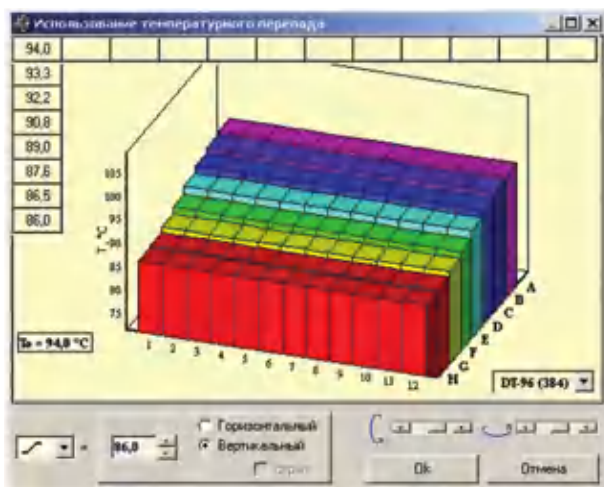 Использование температурного перепада
94,0
93,3
92,2
90,8
89,0
87,6
86,5
86,0
105
100
95
90
85
80
75
T °C
1 2 3 4 5 6 7 8 9 10 11 12
A
B
C
D
E
F
G
H
To = 94,0 °C
DT-96 (384)
= 86,0
Горизонтальный
Вертикальный
Ok
Отмена